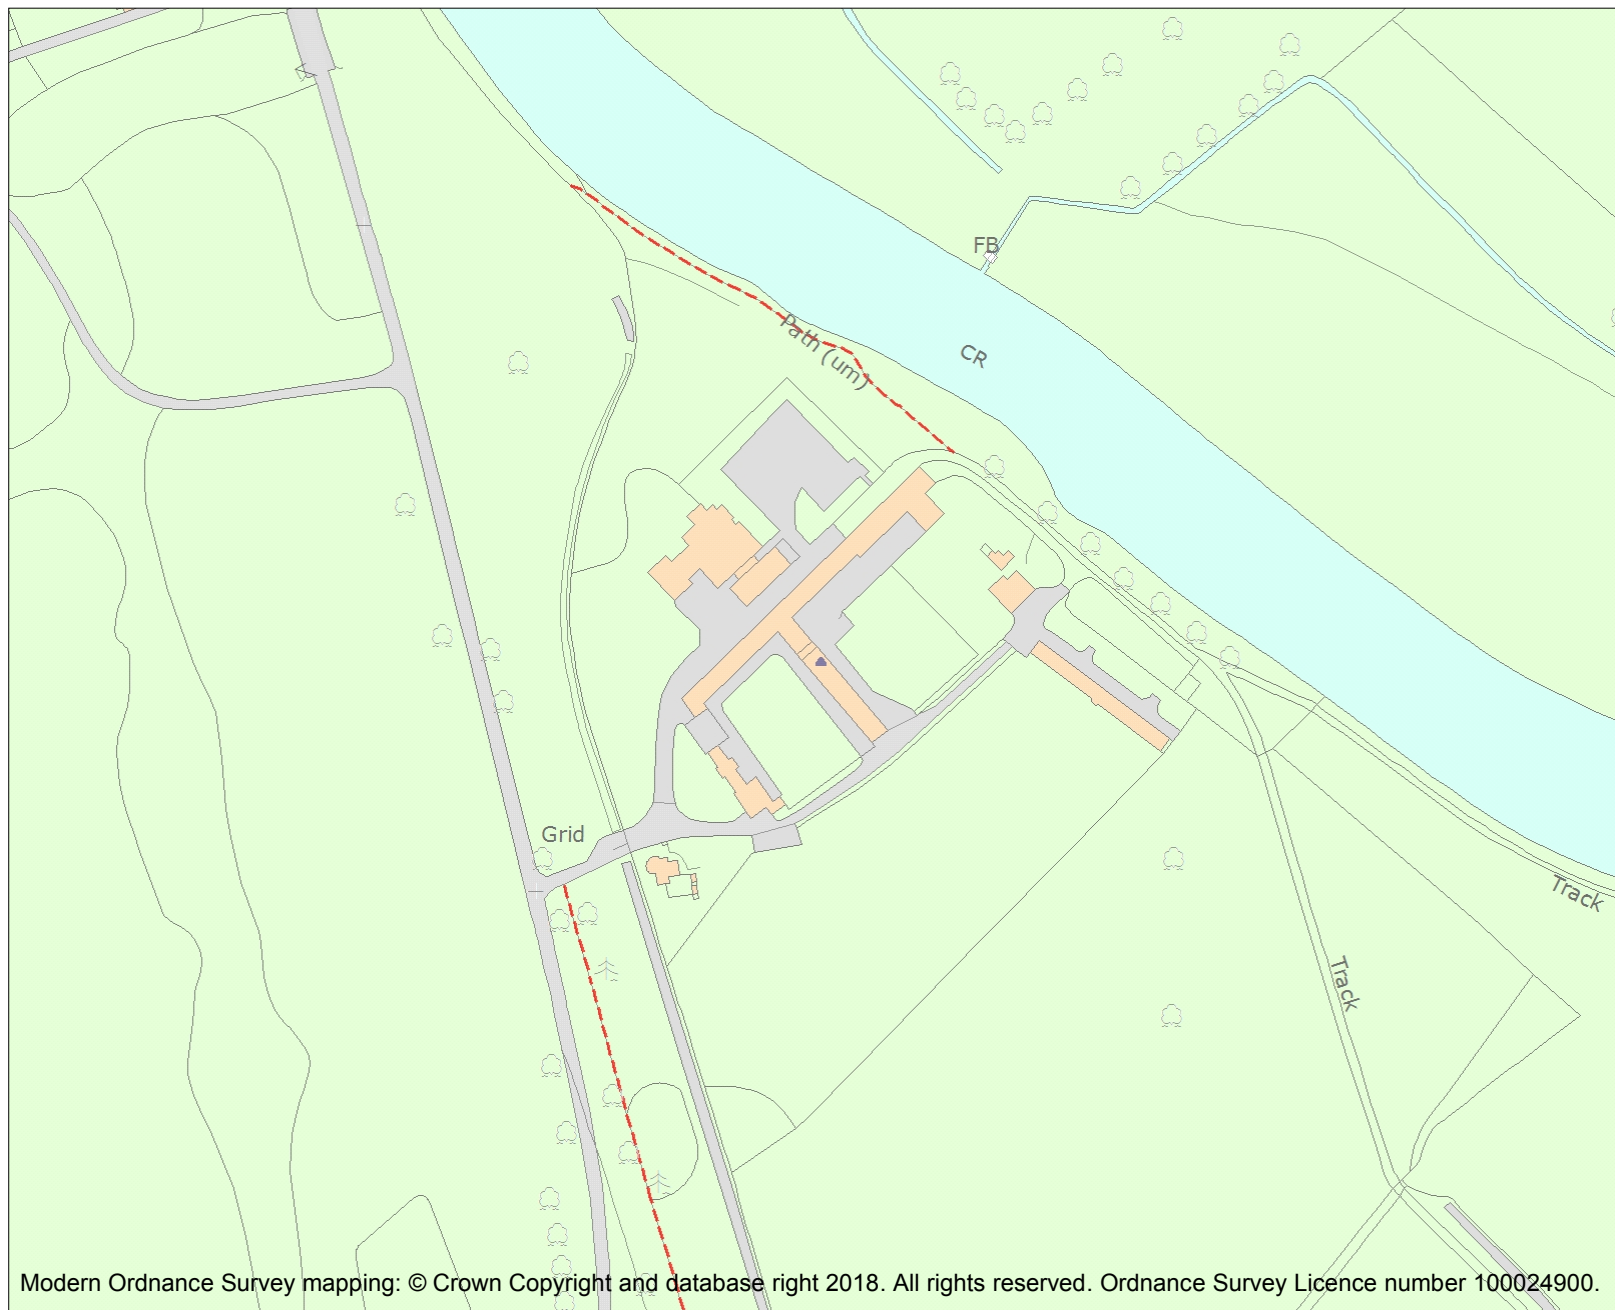 FB
CR
Path (um)
Grid
Track
Track
Modern Ordnance Survey mapping: © Crown Copyright and database right 2018. All rights reserved. Ordnance Survey Licence number 100024900.